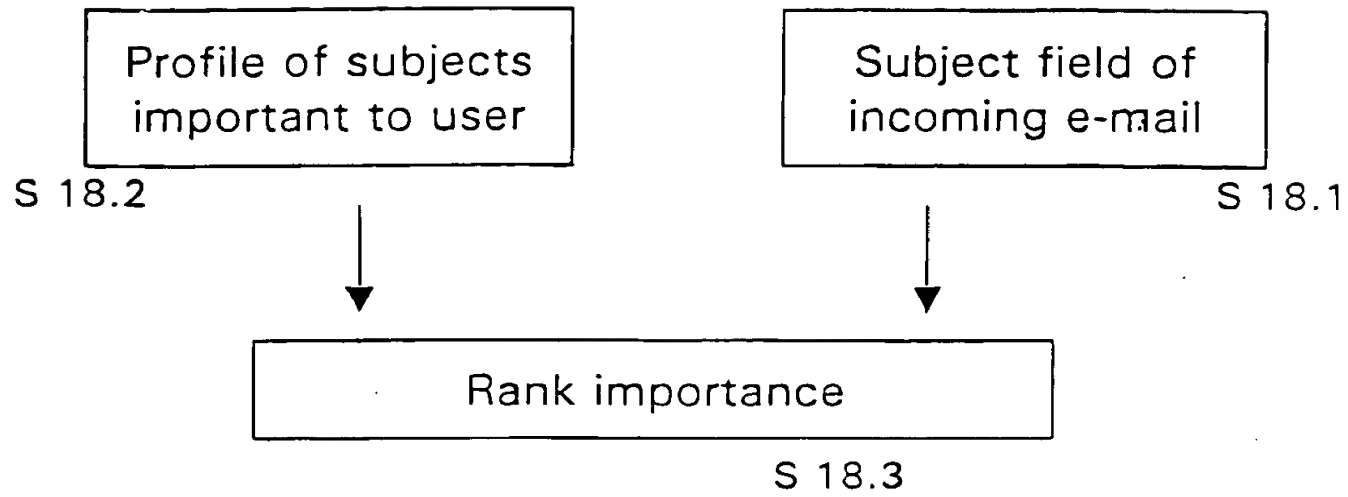 Profile of subjects
important to user
Subject field of
incoming e-mail
S 18.2
S 18.1
Rank importance
S 18.3